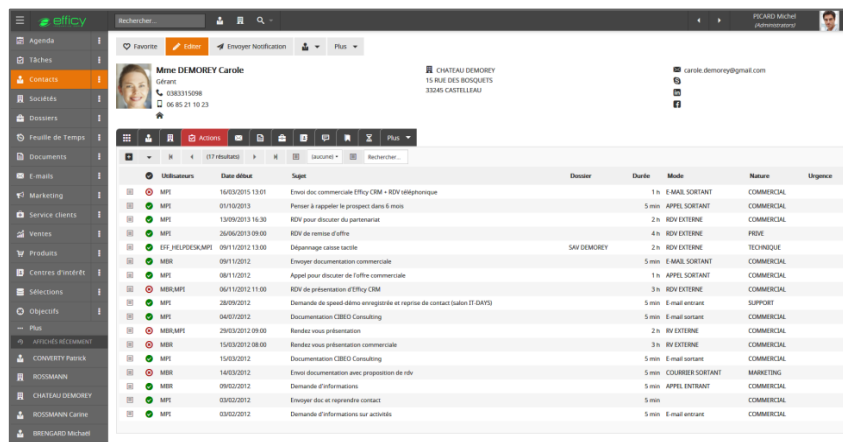 efficy
Rechercher...
PICARD Michel
(Administrators)
Agenda
Tâches
Contacts
Sociétés
Dossiers
Feuille de Temps
Documents
E-mails
Marketing
Service clients
Ventes
Produits
Centres d'intérêt
Sélections
Objectifs
Plus
AFFICHÉS RÉCEMMENT
CONVERTY Patrick
ROSSMANN
CHATEAU DEMOREY
ROSSMANN Carine
BRENGARD Michaël
Favorite Editer Envoyer Notification Plus
Mme DEMOREY Carole
Gérant
0383315098
06 85 21 10 23
CHATEAU DEMOREY
15 RUE DES BOSQUETS
33245 CASTELLEAU
carole.demorey@gmail.com
Actions Plus
(17 résultats) (aucune) Rechercher...
Utilisateurs Date début Sujet Dossier Durée Mode Nature Urgence
MPI 16/03/2015 13:01 Envoi doc commerciale Efficy CRM + RDV téléphonique 1 h E-MAIL SORTANT COMMERCIAL
MPI 01/10/2013 Penser à rappeler le prospect dans 6 mois 5 min APPEL SORTANT COMMERCIAL
MPI 13/09/2013 16:30 RDV pour discuter du partenariat 2 h RDV EXTERNE COMMERCIAL
MPI 26/06/2013 09:00 RDV de remise d'offre 4 h RDV EXTERNE PRIVE
EFF_HELPDESK,MPI 09/11/2012 13:00 Dépannage caisse tactile SAV DEMOREY 2 h RDV EXTERNE TECHNIQUE
MBR 09/11/2012 Envoyer documentation commerciale 5 min E-MAIL SORTANT COMMERCIAL
MPI 08/11/2012 Appel pour discuter de l'offre commerciale 1 h APPEL SORTANT COMMERCIAL
MBR,MPI 06/11/2012 11:00 RDV de présentation d'Efficy CRM 3 h RDV EXTERNE COMMERCIAL
MPI 28/09/2012 Demande de speed-démo enregistrée et reprise de contact (salon IT-DAYS) 5 min E-mail entrant SUPPORT
MPI 04/07/2012 Documentation CIBEO Consulting 5 min E-mail sortant COMMERCIAL
MBR,MPI 29/03/2012 09:00 Rendez vous présentation 2 h RV EXTERNE COMMERCIAL
MBR 15/03/2012 08:00 Rendez vous présentation commerciale 3 h RV EXTERNE COMMERCIAL
MPI 15/03/2012 Documentation CIBEO Consulting 5 min E-mail sortant COMMERCIAL
MBR 14/03/2012 Envoi documentation avec proposition de rdv 5 min COURRIER SORTANT MARKETING
MBR 09/02/2012 Demande d'informations 5 min APPEL ENTRANT COMMERCIAL
MPI 03/02/2012 Envoyer doc et reprendre contact 5 min COMMERCIAL
MPI 03/02/2012 Demande d'informations sur activités 5 min E-mail entrant COMMERCIAL